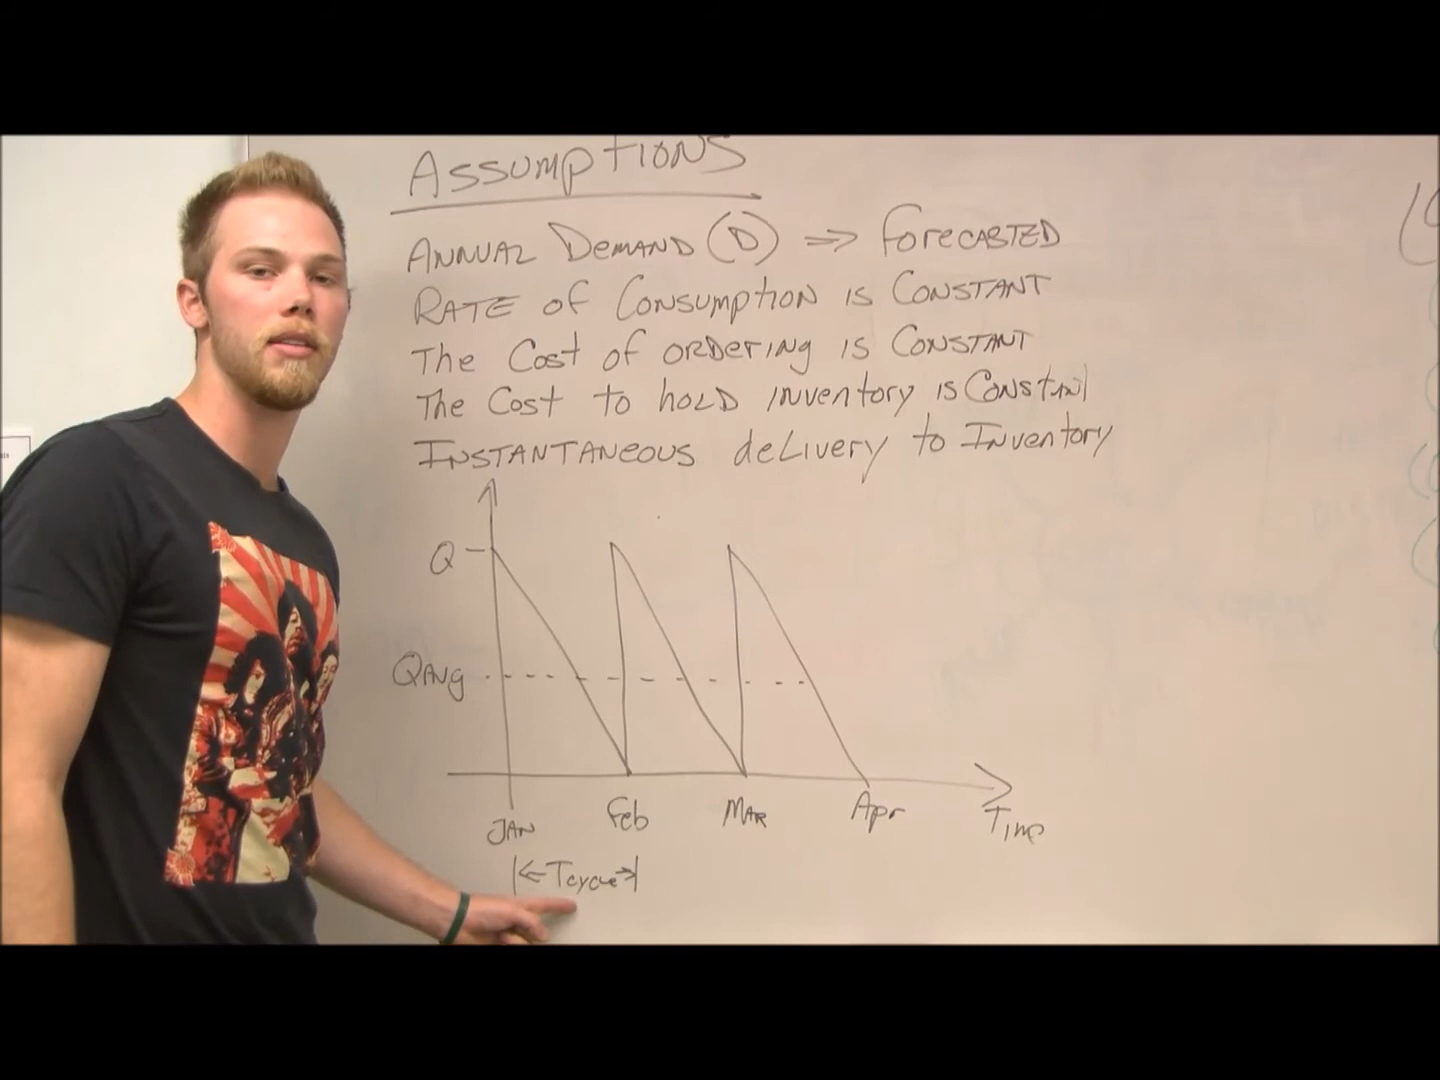 Assumptions
Annual Demand (D) => Forecasted
Rate of Consumption is Constant
The Cost of ordering is Constant
The Cost to hold inventory is Constant
Instantaneous delivery to Inventory
Q
QAvg
Jan Feb Mar Apr Time
Tcycle